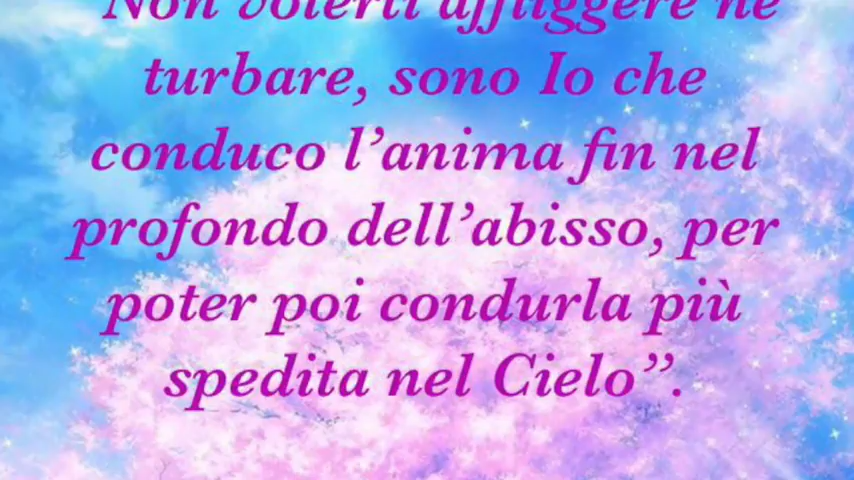 "Non volerti affliggere né
turbare, sono Io che
conduco l’anima fin nel
profondo dell’abisso, per
poter poi condurla più
spedita nel Cielo”.